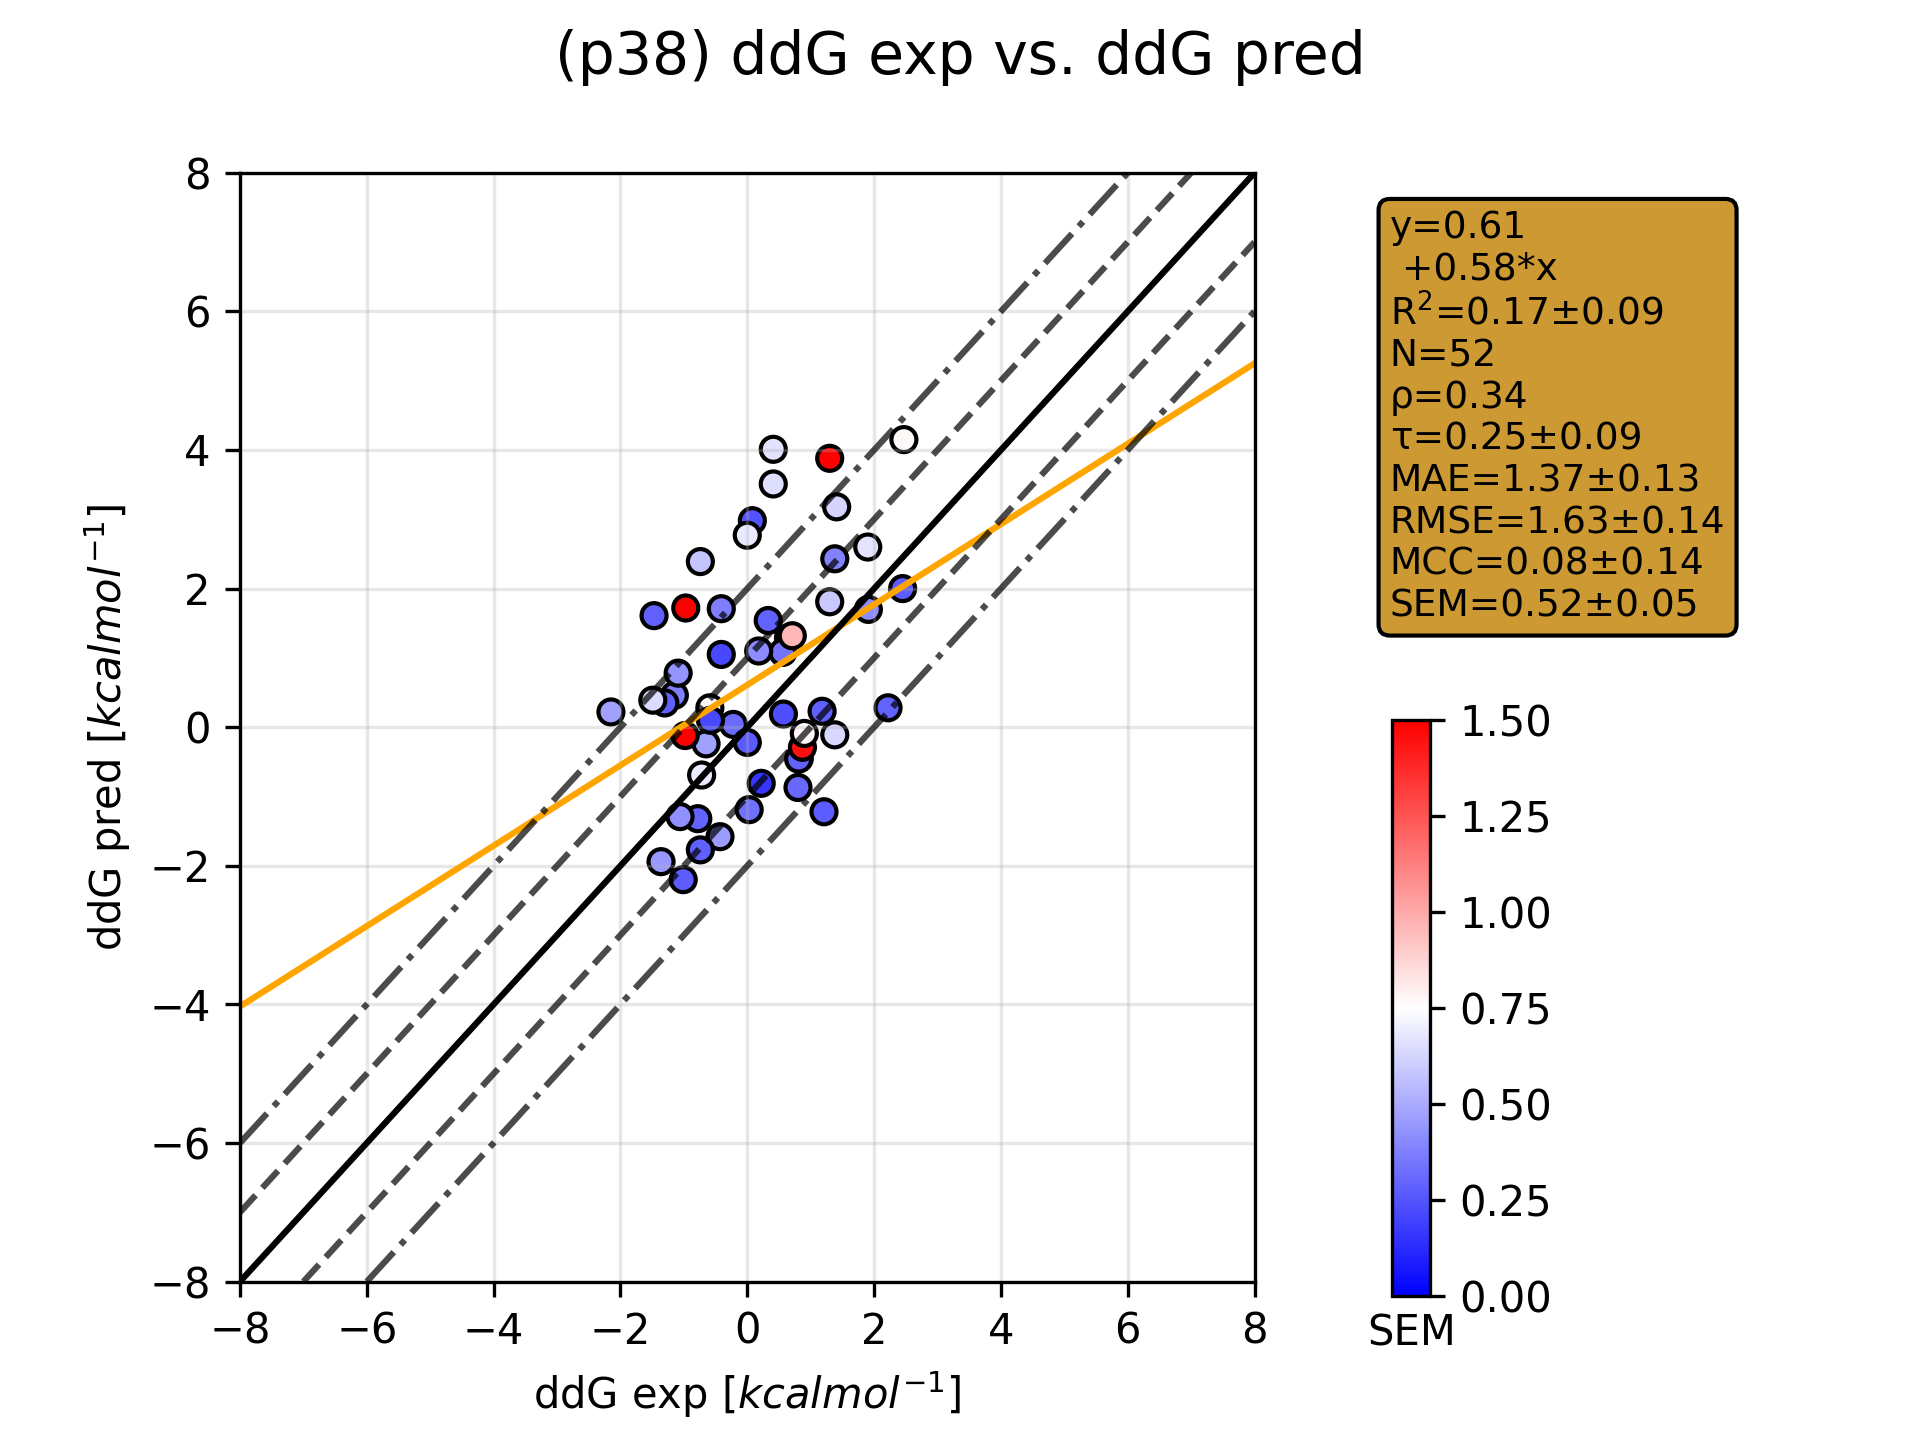 (p38) ddG exp vs. ddG pred
8
6
4
2
0
−2
−4
−6
−8
ddG pred [kcalmol⁻¹]
−8 −6 −4 −2 0 2 4 6 8
ddG exp [kcalmol⁻¹]
y=0.61
+0.58*x
R²=0.17±0.09
N=52
ρ=0.34
τ=0.25±0.09
MAE=1.37±0.13
RMSE=1.63±0.14
MCC=0.08±0.14
SEM=0.52±0.05
1.50
1.25
1.00
0.75
0.50
0.25
0.00
SEM